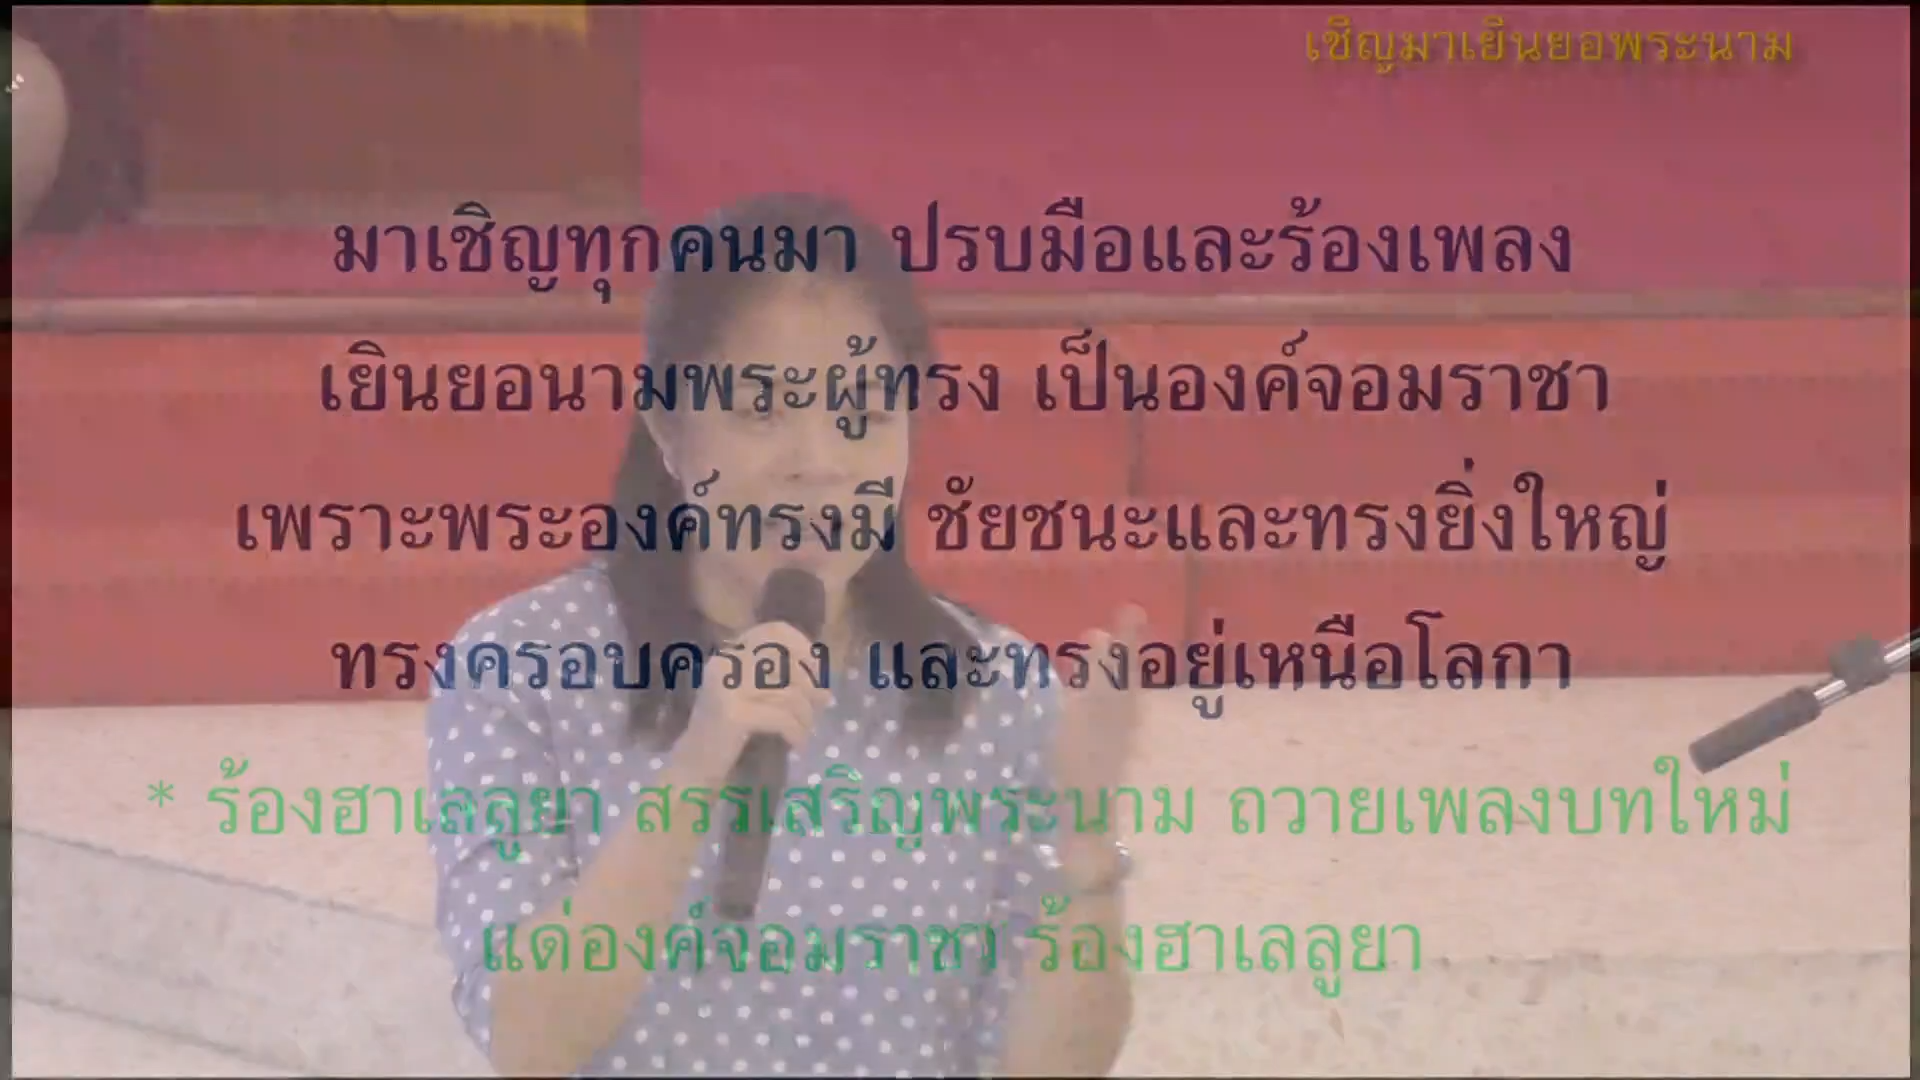 เชิญมาเยินยอพระนาม
มาเชิญทุกคนมา ปรบมือและร้องเพลง
เยินยอนามพระผู้ทรง เป็นองค์จอมราชา
เพราะพระองค์ทรงมี ชัยชนะและทรงยิ่งใหญ่
ทรงครอบครอง และทรงอยู่เหนือโลกา
* ร้องฮาเลลูยา สรรเสริญพระนาม ถวายเพลงบทใหม่
แด่องค์จอมราชา ร้องฮาเลลูยา